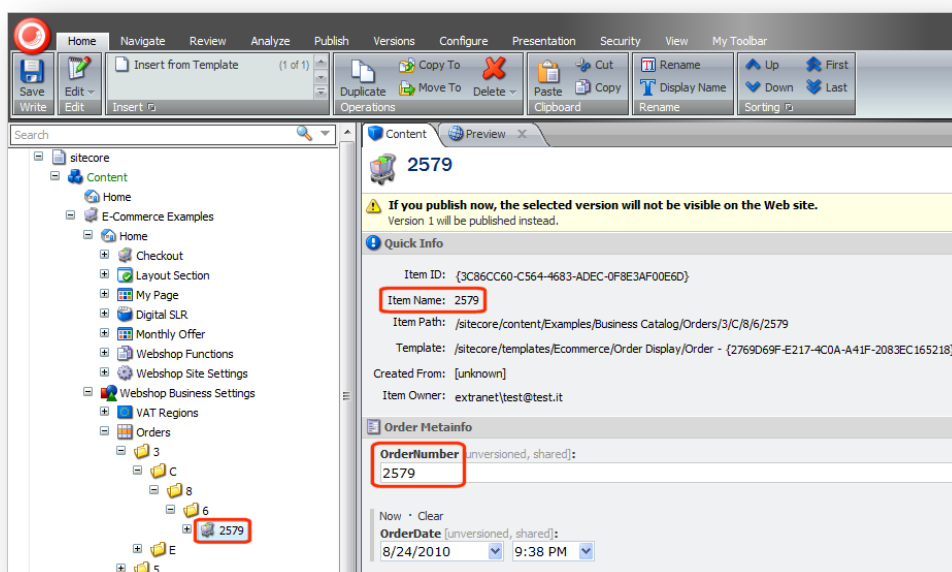 Home Navigate Review Analyze Publish Versions Configure Presentation Security View My Toolbar
Save
Write
Edit
Edit
Insert from Template (1 of 1)
Insert
Duplicate
Copy To
Move To
Delete
Operations
Paste
Cut
Copy
Clipboard
Rename
Display Name
Rename
Up First
Down Last
Sorting
Search
sitecore
Content
Home
E-Commerce Examples
Home
Checkout
Layout Section
My Page
Digital SLR
Monthly Offer
Webshop Functions
Webshop Site Settings
Webshop Business Settings
VAT Regions
Orders
3
C
8
6
2579
E
5
Content Preview X
2579
If you publish now, the selected version will not be visible on the Web site.
Version 1 will be published instead.
Quick Info
Item ID: {3C86CC60-C564-4683-ADEC-0F8E3AF00E6D}
Item Name: 2579
Item Path: /sitecore/content/Examples/Business Catalog/Orders/3/C/8/6/2579
Template: /sitecore/templates/Ecommerce/Order Display/Order - {2769D69F-E217-4C0A-A41F-2083EC165218}
Created From: [unknown]
Item Owner: extranet\test@test.it
Order Metainfo
OrderNumber [unversioned, shared]:
2579
Now · Clear
OrderDate [unversioned, shared]:
8/24/2010 9:38 PM